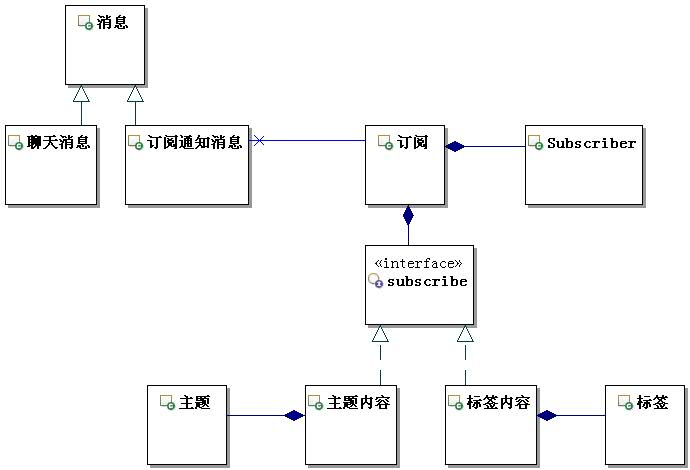 消息
聊天消息
订阅通知消息
订阅
Subscriber
«interface»
subscribe
主题
主题内容
标签内容
标签